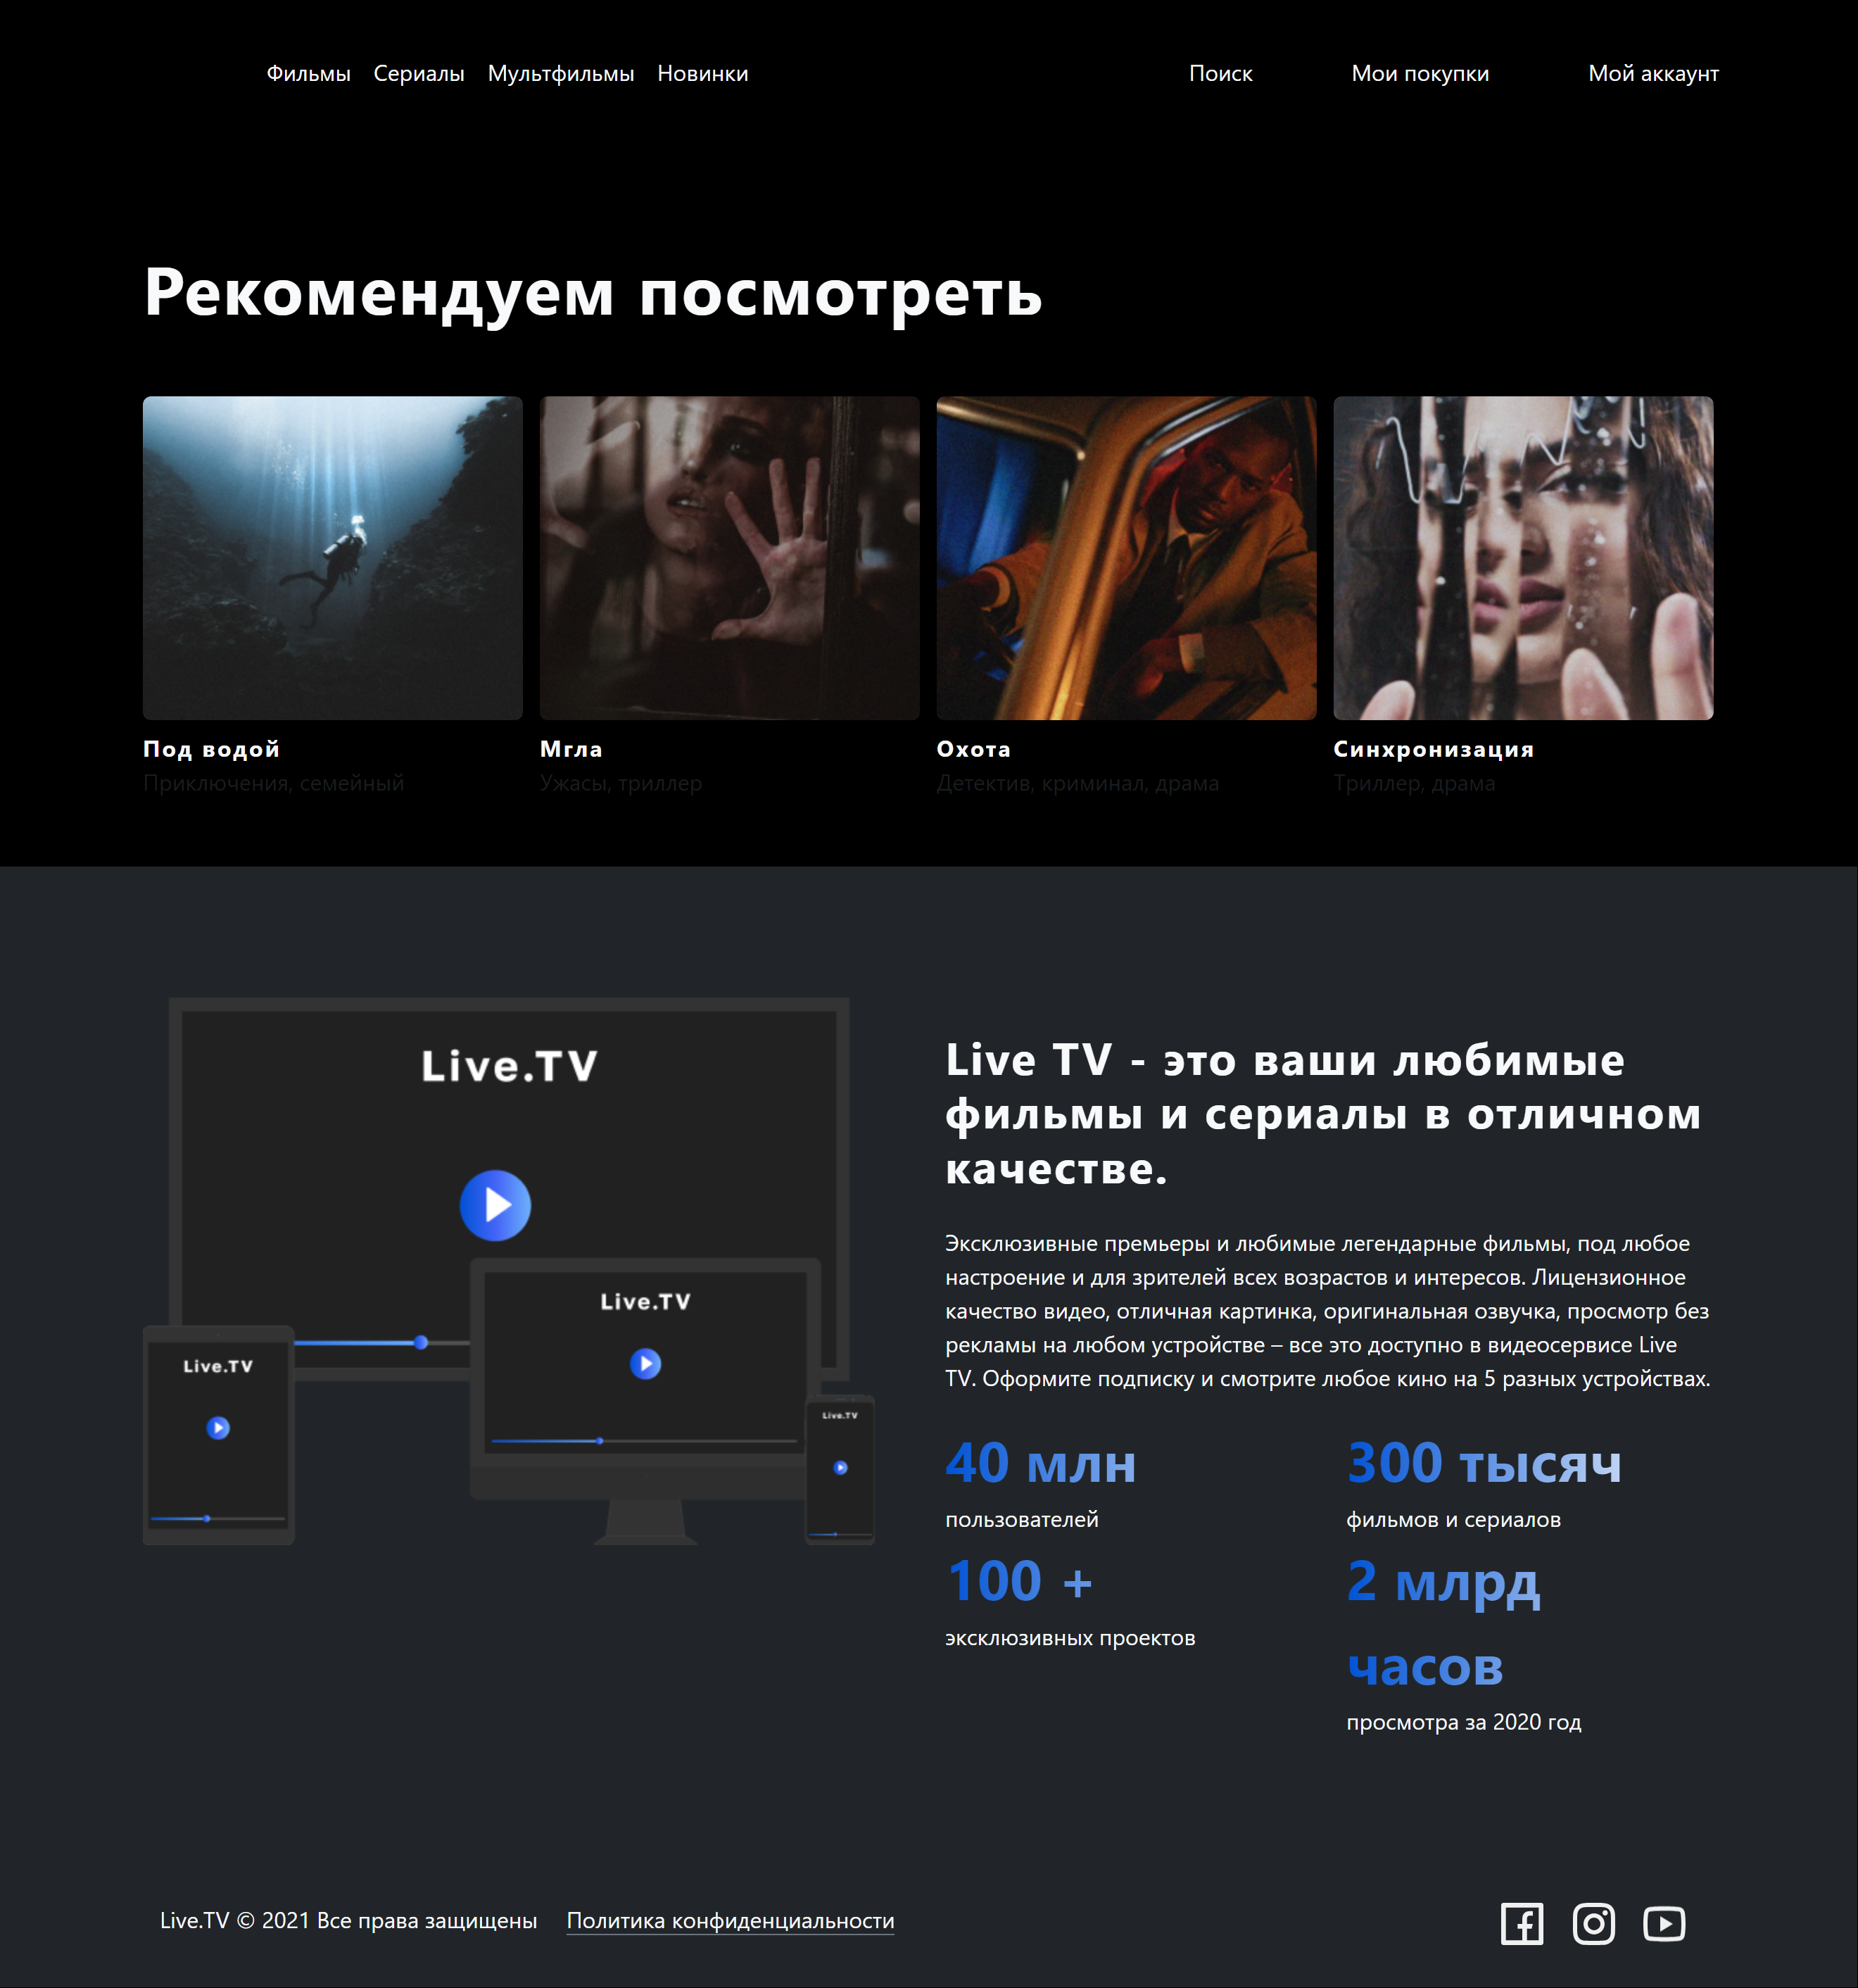 Фильмы Сериалы Мультфильмы Новинки Поиск Мои покупки Мой аккаунт
Рекомендуем посмотреть
Под водой
Приключения, семейный
Мгла
Ужасы, триллер
Охота
Детектив, криминал, драма
Синхронизация
Триллер, драма
Live.TV
Live.TV
Live.TV
Live.TV
Live TV - это ваши любимые
фильмы и сериалы в отличном
качестве.
Эксклюзивные премьеры и любимые легендарные фильмы, под любое
настроение и для зрителей всех возрастов и интересов. Лицензионное
качество видео, отличная картинка, оригинальная озвучка, просмотр без
рекламы на любом устройстве – все это доступно в видеосервисе Live
TV. Оформите подписку и смотрите любое кино на 5 разных устройствах.
40 млн
пользователей
300 тысяч
фильмов и сериалов
100 +
эксклюзивных проектов
2 млрд
часов
просмотра за 2020 год
Live.TV © 2021 Все права защищены Политика конфиденциальности